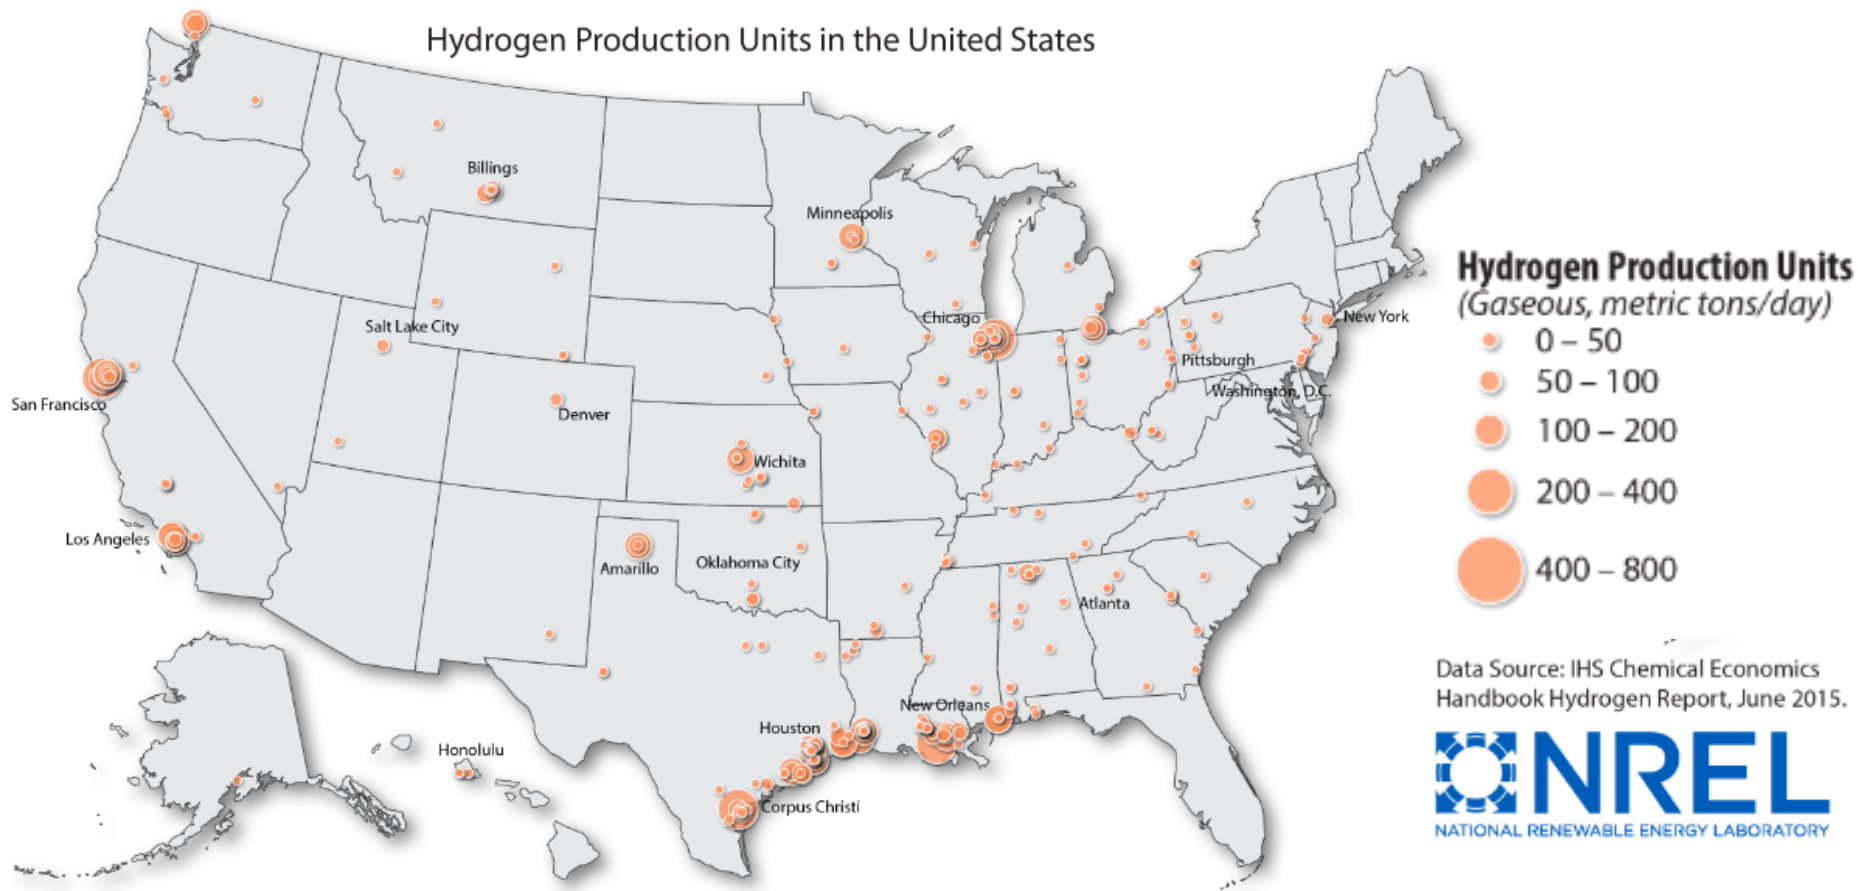 Hydrogen Production Units in the United States
Billings
Minneapolis
Salt Lake City
Chicago
New York
Pittsburgh
Washington, D.C.
San Francisco
Denver
Wichita
Los Angeles
Amarillo
Oklahoma City
Atlanta
New Orleans
Houston
Honolulu
Corpus Christi
Hydrogen Production Units
(Gaseous, metric tons/day)
0 – 50
50 – 100
100 – 200
200 – 400
400 – 800
Data Source: IHS Chemical Economics
Handbook Hydrogen Report, June 2015.
NREL
NATIONAL RENEWABLE ENERGY LABORATORY